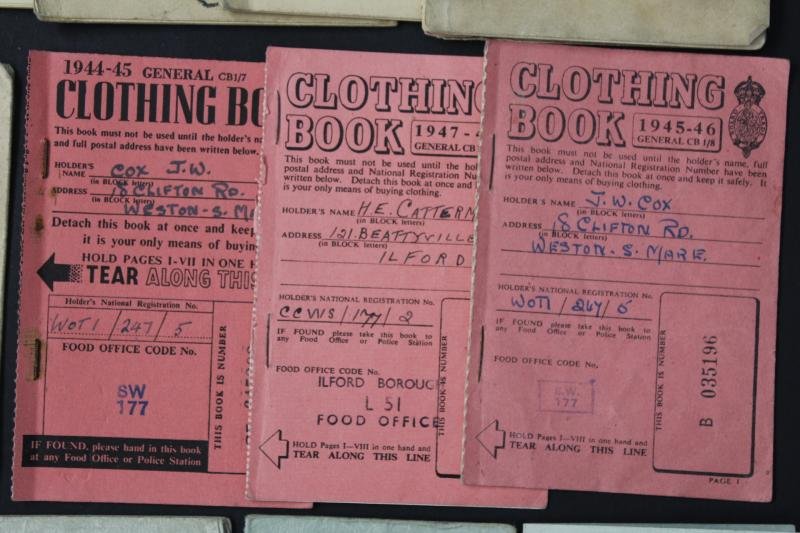 1944-45 GENERAL CB1/7
CLOTHING BO
This book must not be used until the holder's n
and full postal address have been written below.
HOLDER'S NAME COX J.W.
(in BLOCK letters)
ADDRESS 18 CLIFTON RD.
WESTON-S. MA
Detach this book at once and keep
it is your only means of buying
HOLD PAGES I-VII IN ONE H
TEAR ALONG THIS
Holder's National Registration No.
WOT1 / 247 / 5
FOOD OFFICE CODE No.
SW
177
THIS BOOK IS NUMBER
IF FOUND, please hand in this book
at any Food Office or Police Station
CLOTHING
BOOK 1947-4
GENERAL CB
This book must not be used until the hol
postal address and National Registration Nu
written below. Detach this book at once and
is your only means of buying clothing.
HOLDER'S NAME H.E. CATTERM
(in BLOCK letters)
ADDRESS 121. BEATTYVILLE
ILFORD
HOLDER'S NATIONAL REGISTRATION No.
CCWS / 177 / 2
IF FOUND please take this book to
any Food Office or Police Station
FOOD OFFICE CODE No.
ILFORD BOROUGH
L 51
FOOD OFFICE
THIS BOOK IS NUMBER
HOLD Pages I-VIII in one hand and
TEAR ALONG THIS LINE
CLOTHING
BOOK 1945-46
GENERAL CB 1/8
This book must not be used until the holder's name, full
postal address and National Registration Number have been
written below. Detach this book at once and keep it safely. It
is your only means of buying clothing.
HOLDER'S NAME J.W. COX
(in BLOCK letters)
ADDRESS 18 CLIFTON RD.
WESTON-S. MARE.
HOLDER'S NATIONAL REGISTRATION No.
WOT1 / 247 / 5
IF FOUND please take this book to
any Food Office or Police Station
FOOD OFFICE CODE No.
S.W.
177
THIS BOOK IS NUMBER
B 035196
HOLD Pages I-VIII in one hand and
TEAR ALONG THIS LINE
PAGE 1